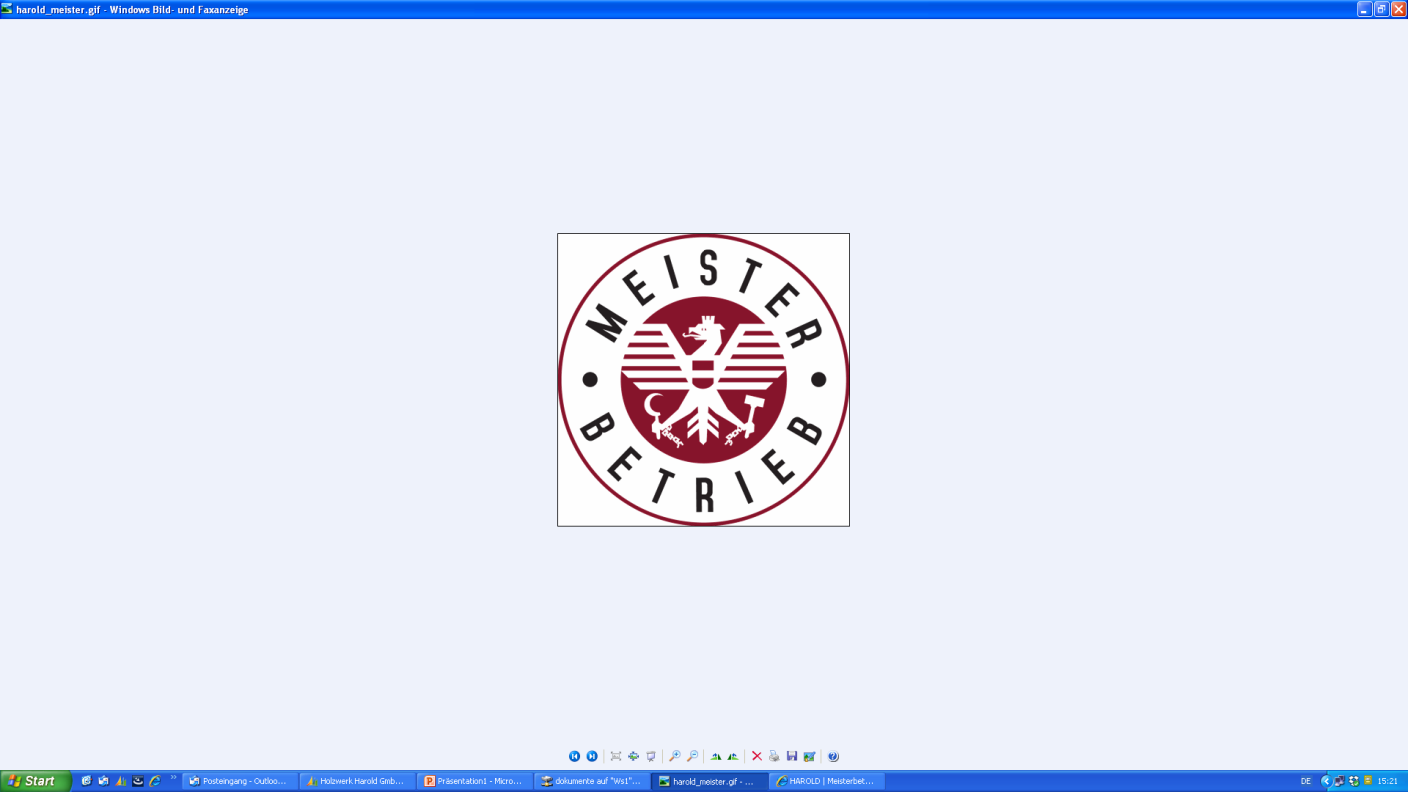 harold_meister.gif - Windows Bild- und Faxanzeige
MEISTER
BETRIEB
Start
Posteingang - Outloo...
Holzwerk Harold Gmb...
Präsentation1 - Micro...
dokumente auf "Ws1"...
harold_meister.gif - ...
HAROLD | Meisterbet...
DE
15:21